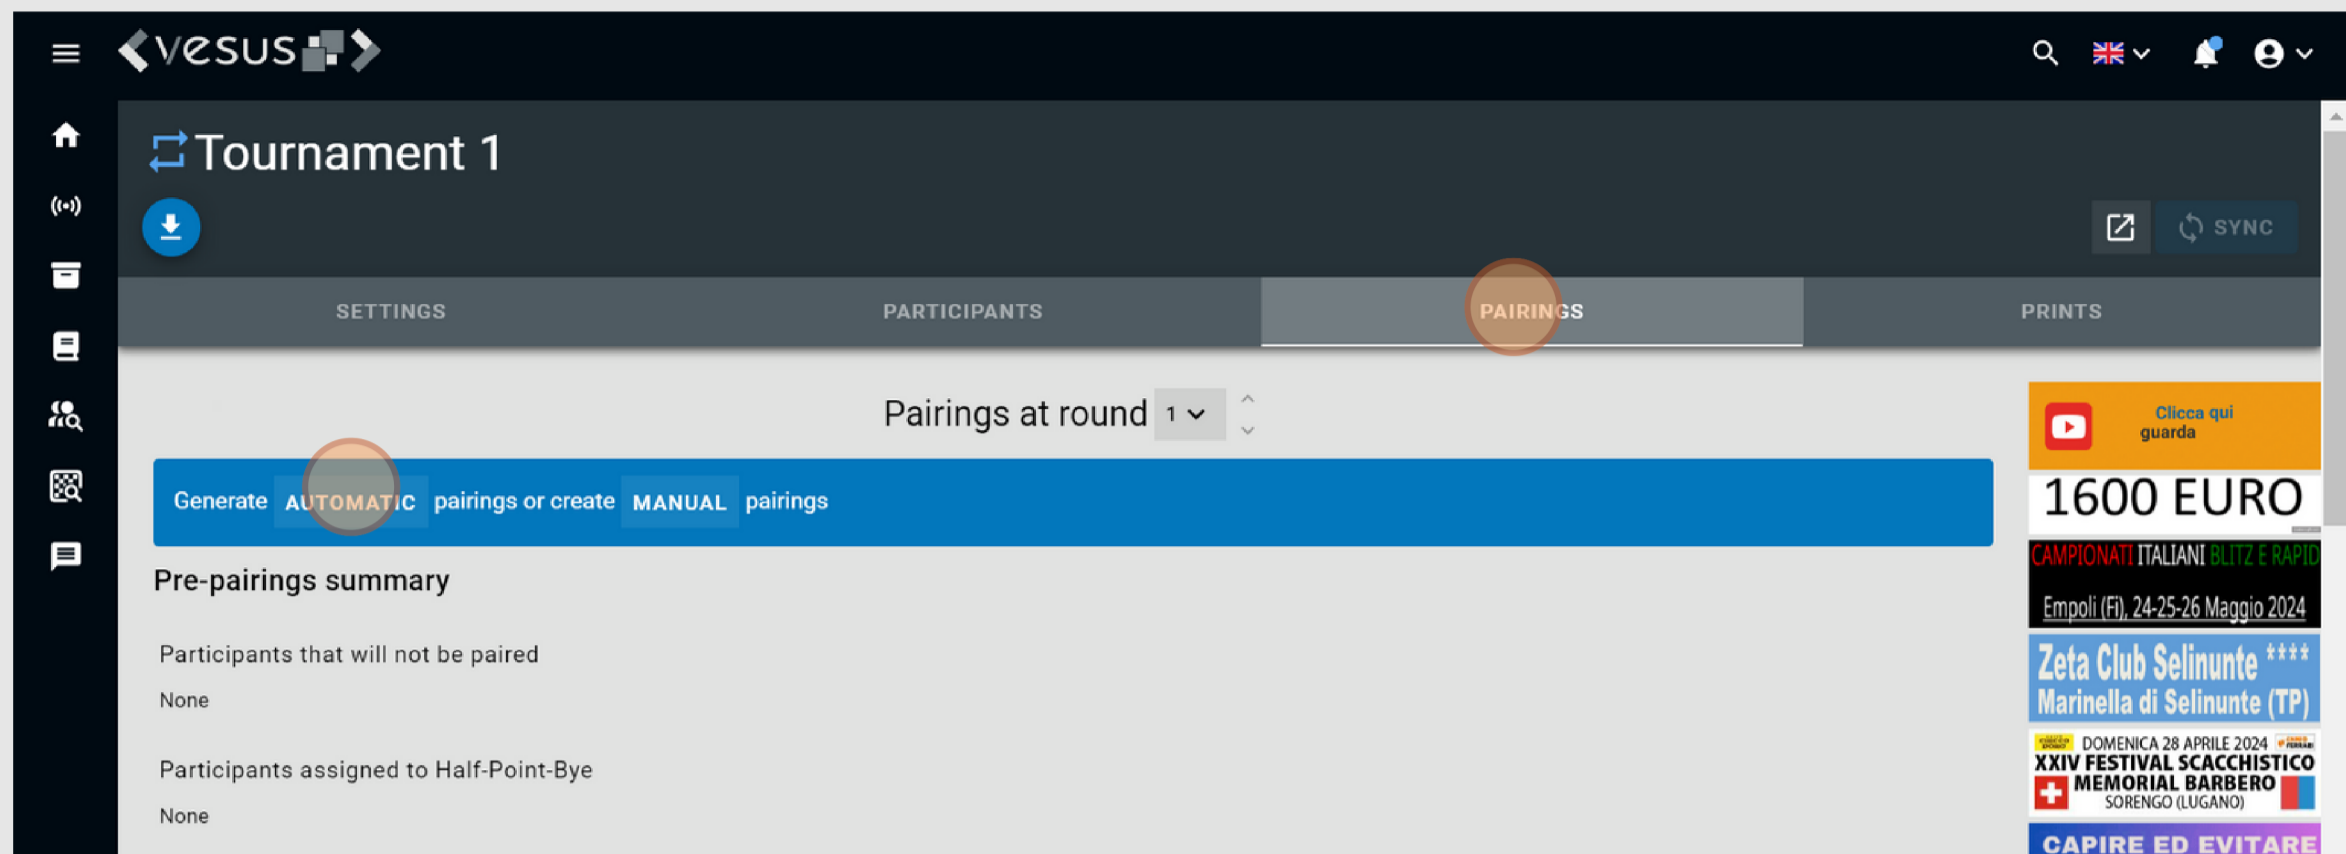 vesus
Tournament 1
SYNC
SETTINGS PARTICIPANTS PAIRINGS PRINTS
Pairings at round 1
Generate AUTOMATIC pairings or create MANUAL pairings
Pre-pairings summary
Participants that will not be paired
None
Participants assigned to Half-Point-Bye
None
Clicca qui
guarda
1600 EURO
CAMPIONATI ITALIANI BLITZ E RAPID
Empoli (Fi), 24-25-26 Maggio 2024
Zeta Club Selinunte ****
Marinella di Selinunte (TP)
DOMENICA 28 APRILE 2024
XXIV FESTIVAL SCACCHISTICO
MEMORIAL BARBERO
SORENGO (LUGANO)
CAPIRE ED EVITARE